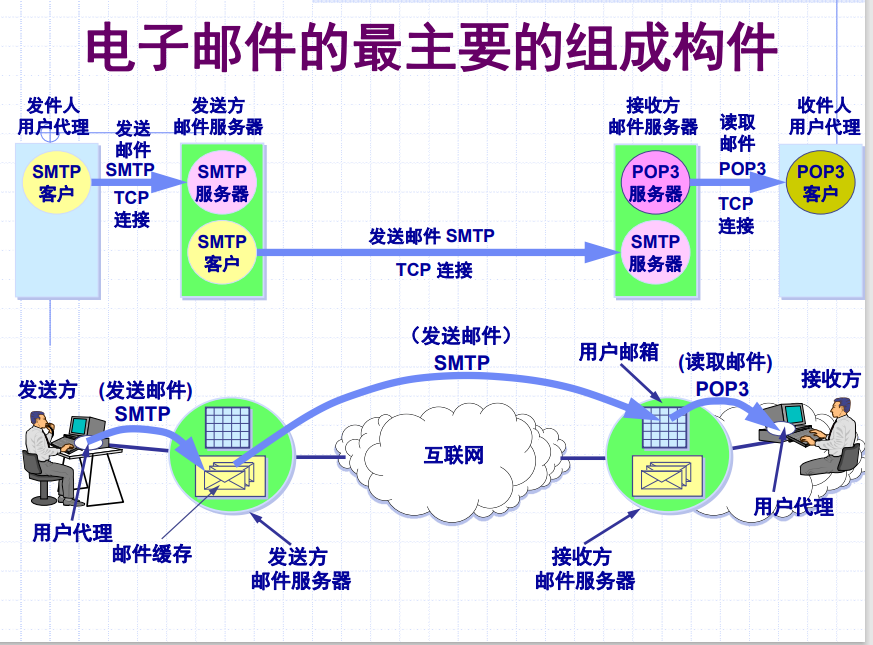 电子邮件的最主要的组成构件
发件人
用户代理
发送
邮件
SMTP
TCP
连接
发送方
邮件服务器
接收方
邮件服务器
读取
邮件
POP3
TCP
连接
收件人
用户代理
SMTP
客户
SMTP
服务器
SMTP
客户
发送邮件 SMTP
TCP 连接
POP3
服务器
SMTP
服务器
POP3
客户
发送方
(发送邮件)
SMTP
（发送邮件）
SMTP
用户邮箱
(读取邮件)
POP3
接收方
互联网
用户代理
邮件缓存
发送方
邮件服务器
接收方
邮件服务器
用户代理